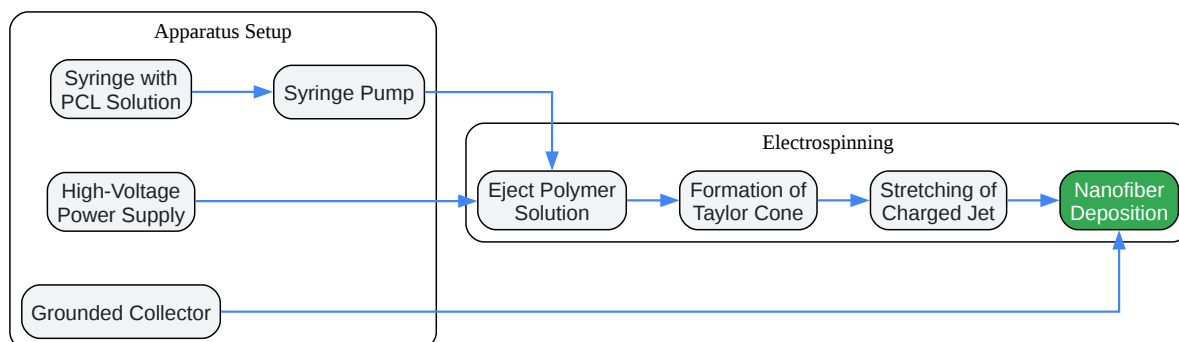 Apparatus Setup
Syringe with
PCL Solution
Syringe Pump
High-Voltage
Power Supply
Grounded Collector
Electrospinning
Eject Polymer
Solution
Formation of
Taylor Cone
Stretching of
Charged Jet
Nanofiber
Deposition